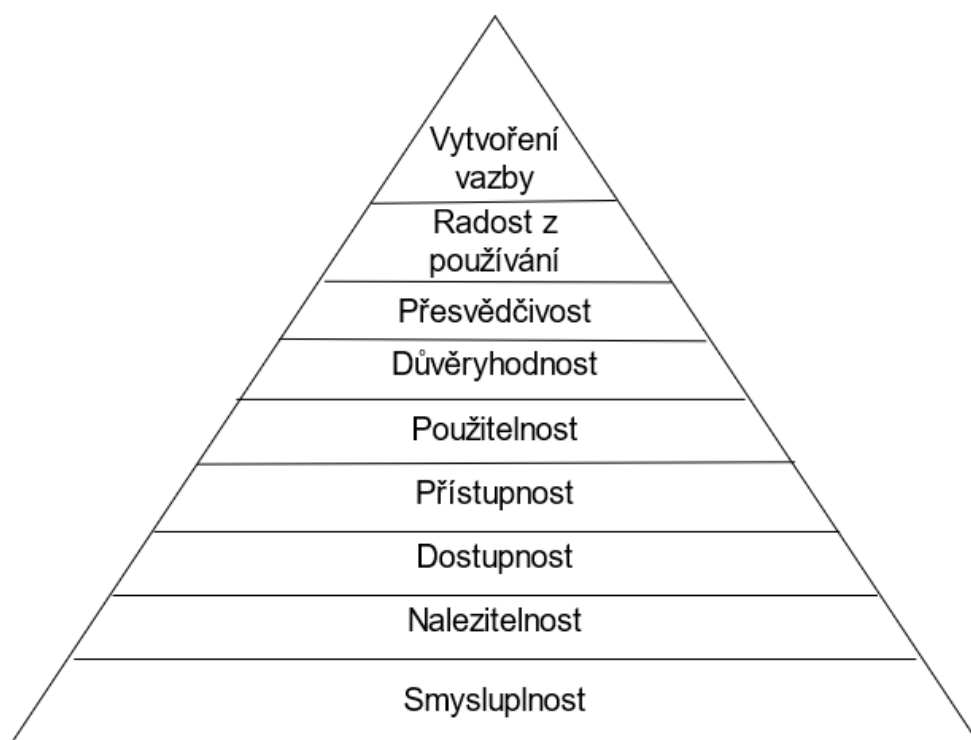 Vytvoření
vazby
Radost z
používání
Přesvědčivost
Důvěryhodnost
Použitelnost
Přístupnost
Dostupnost
Nalezitelnost
Smysluplnost